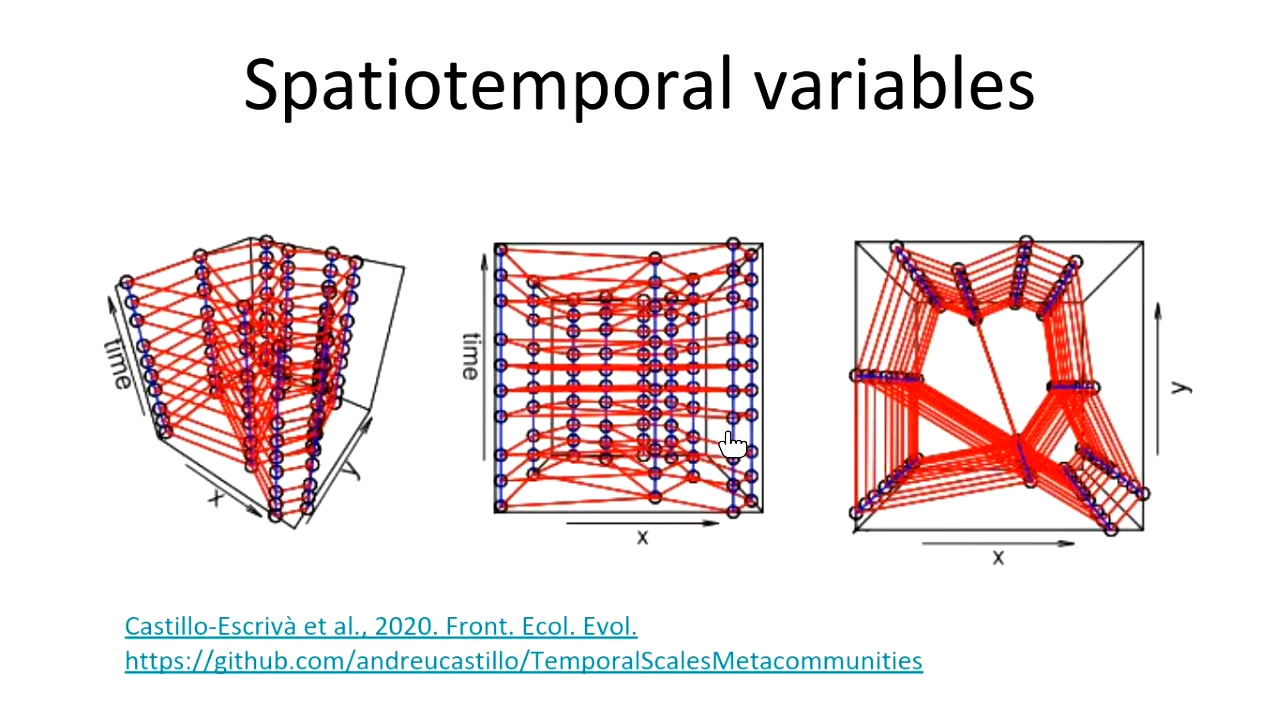 Spatiotemporal variables
time
x
y
time
x
y
x
Castillo-Escrivà et al., 2020. Front. Ecol. Evol.
https://github.com/andreucastillo/TemporalScalesMetacommunities